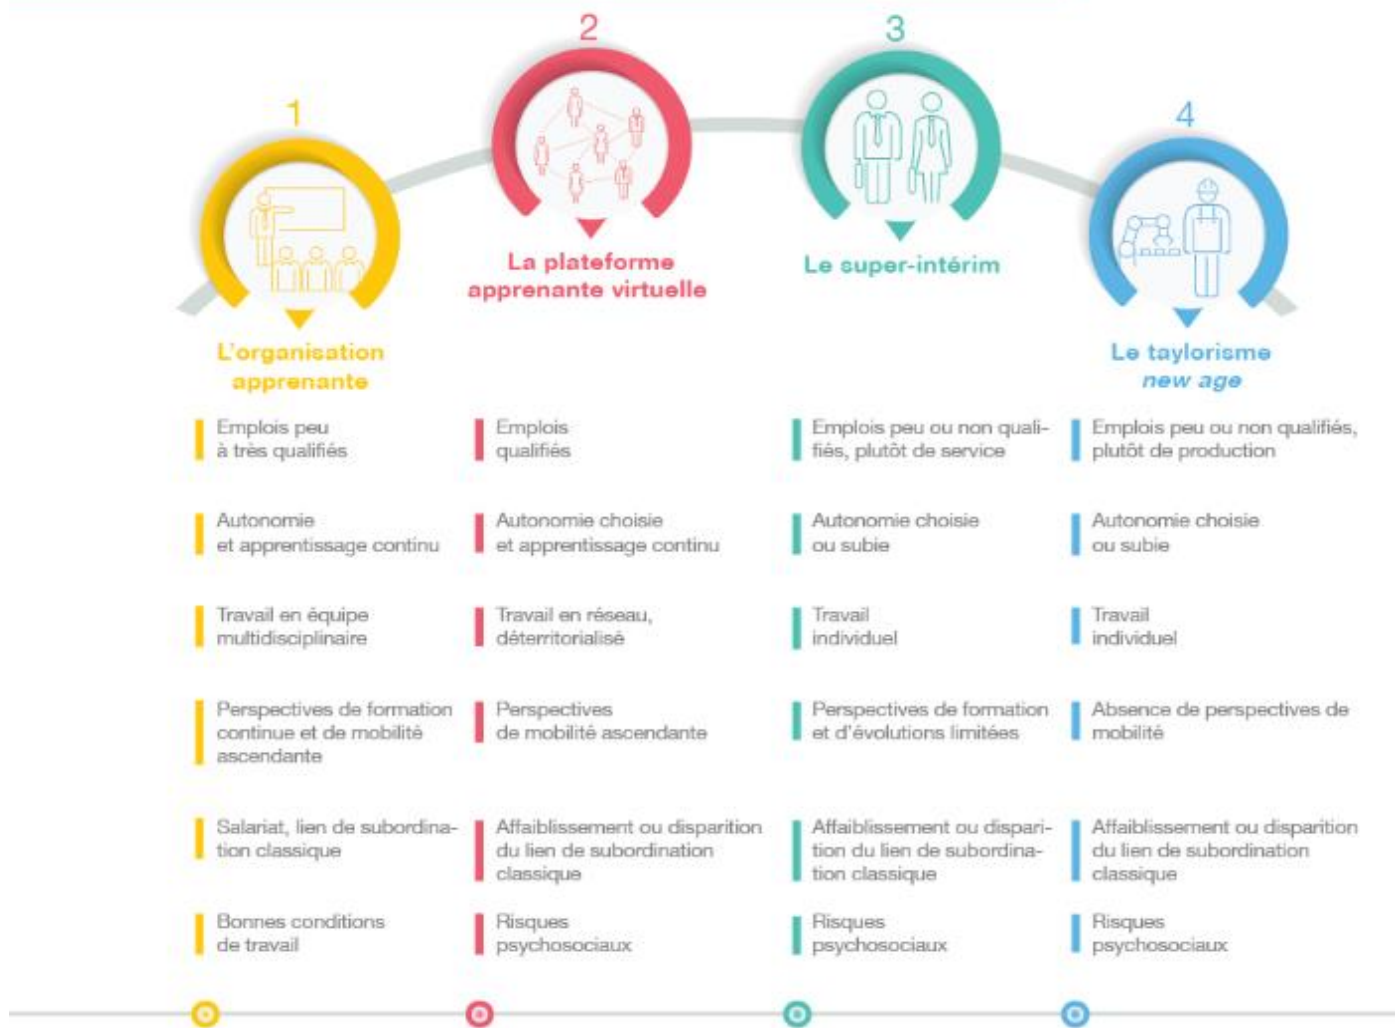 1
L'organisation
apprenante
Emplois peu
à très qualifiés
Autonomie
et apprentissage continu
Travail en équipe
multidisciplinaire
Perspectives de formation
continue et de mobilité
ascendante
Salariat, lien de subordina-
tion classique
Bonnes conditions
de travail
2
La plateforme
apprenante virtuelle
Emplois
qualifiés
Autonomie choisie
et apprentissage continu
Travail en réseau,
déterritorialisé
Perspectives
de mobilité ascendante
Affaiblissement ou disparition
du lien de subordination
classique
Risques
psychosociaux
3
Le super-intérim
Emplois peu ou non quali-
fiés, plutôt de service
Autonomie choisie
ou subie
Travail
individuel
Perspectives de formation
et d'évolutions limitées
Affaiblissement ou dispari-
tion du lien de subordina-
tion classique
Risques
psychosociaux
4
Le taylorisme
new age
Emplois peu ou non qualifiés,
plutôt de production
Autonomie choisie
ou subie
Travail
individuel
Absence de perspectives de
mobilité
Affaiblissement ou disparition
du lien de subordination
classique
Risques
psychosociaux